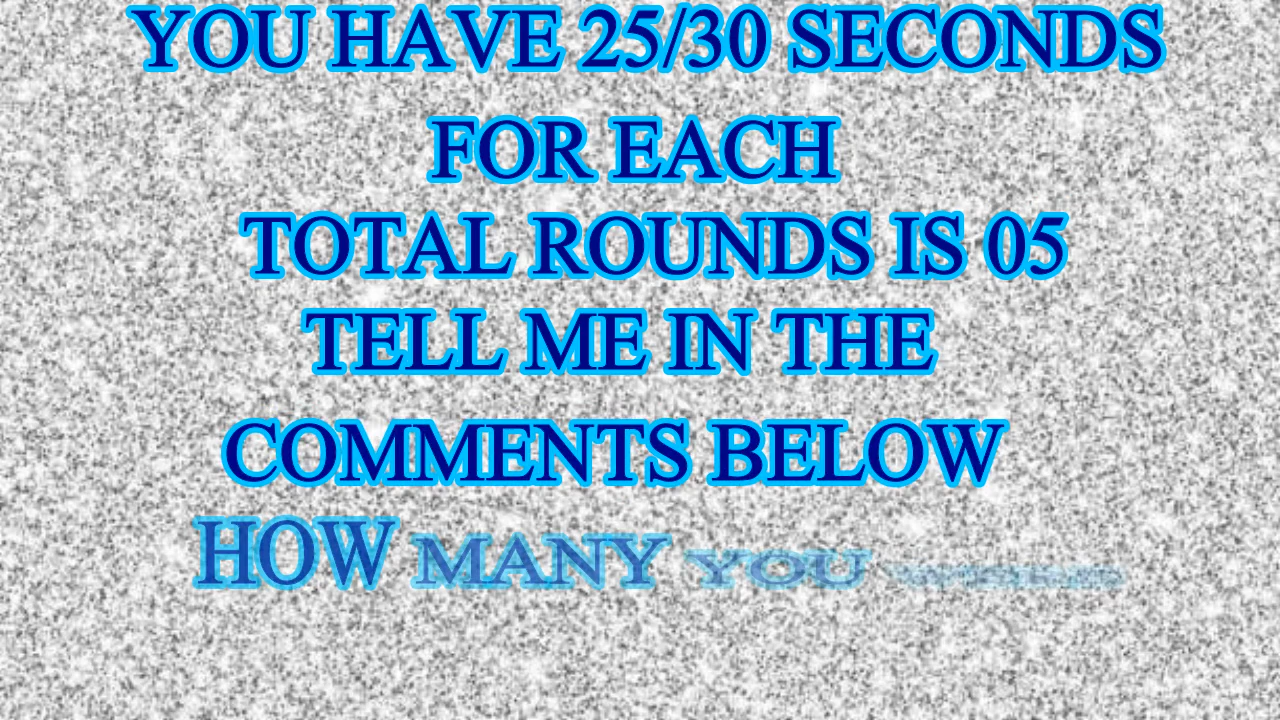 YOU HAVE 25/30 SECONDS
FOR EACH
TOTAL ROUNDS IS 05
TELL ME IN THE
COMMENTS BELOW
HOW MANY YOU